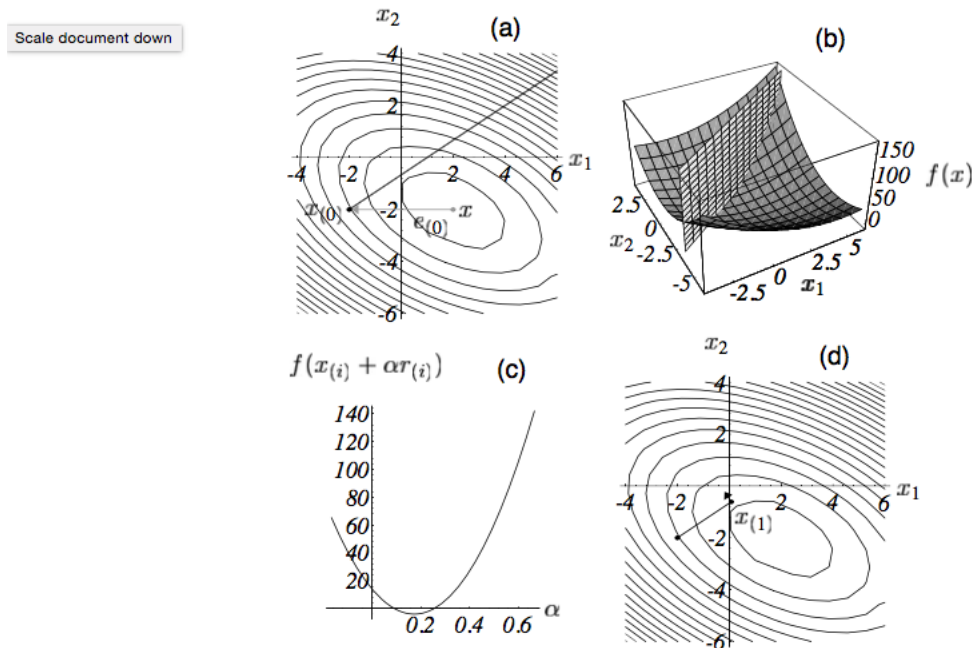 Scale document down
(a)
x₂
4
2
-4
-2
2
4
6
x₁
x₍₀₎
-2
e₍₀₎
x
-4
-6
(b)
150
100
50
0
f(x)
2.5
0
-2.5
-5
x₂
-2.5
0
2.5
5
x₁
f(x₍ᵢ₎ + αr₍ᵢ₎)
(c)
140
120
100
80
60
40
20
0.2
0.4
0.6
α
x₂
(d)
4
2
-4
-2
2
4
6
x₁
x₍₁₎
-2
-4
-6